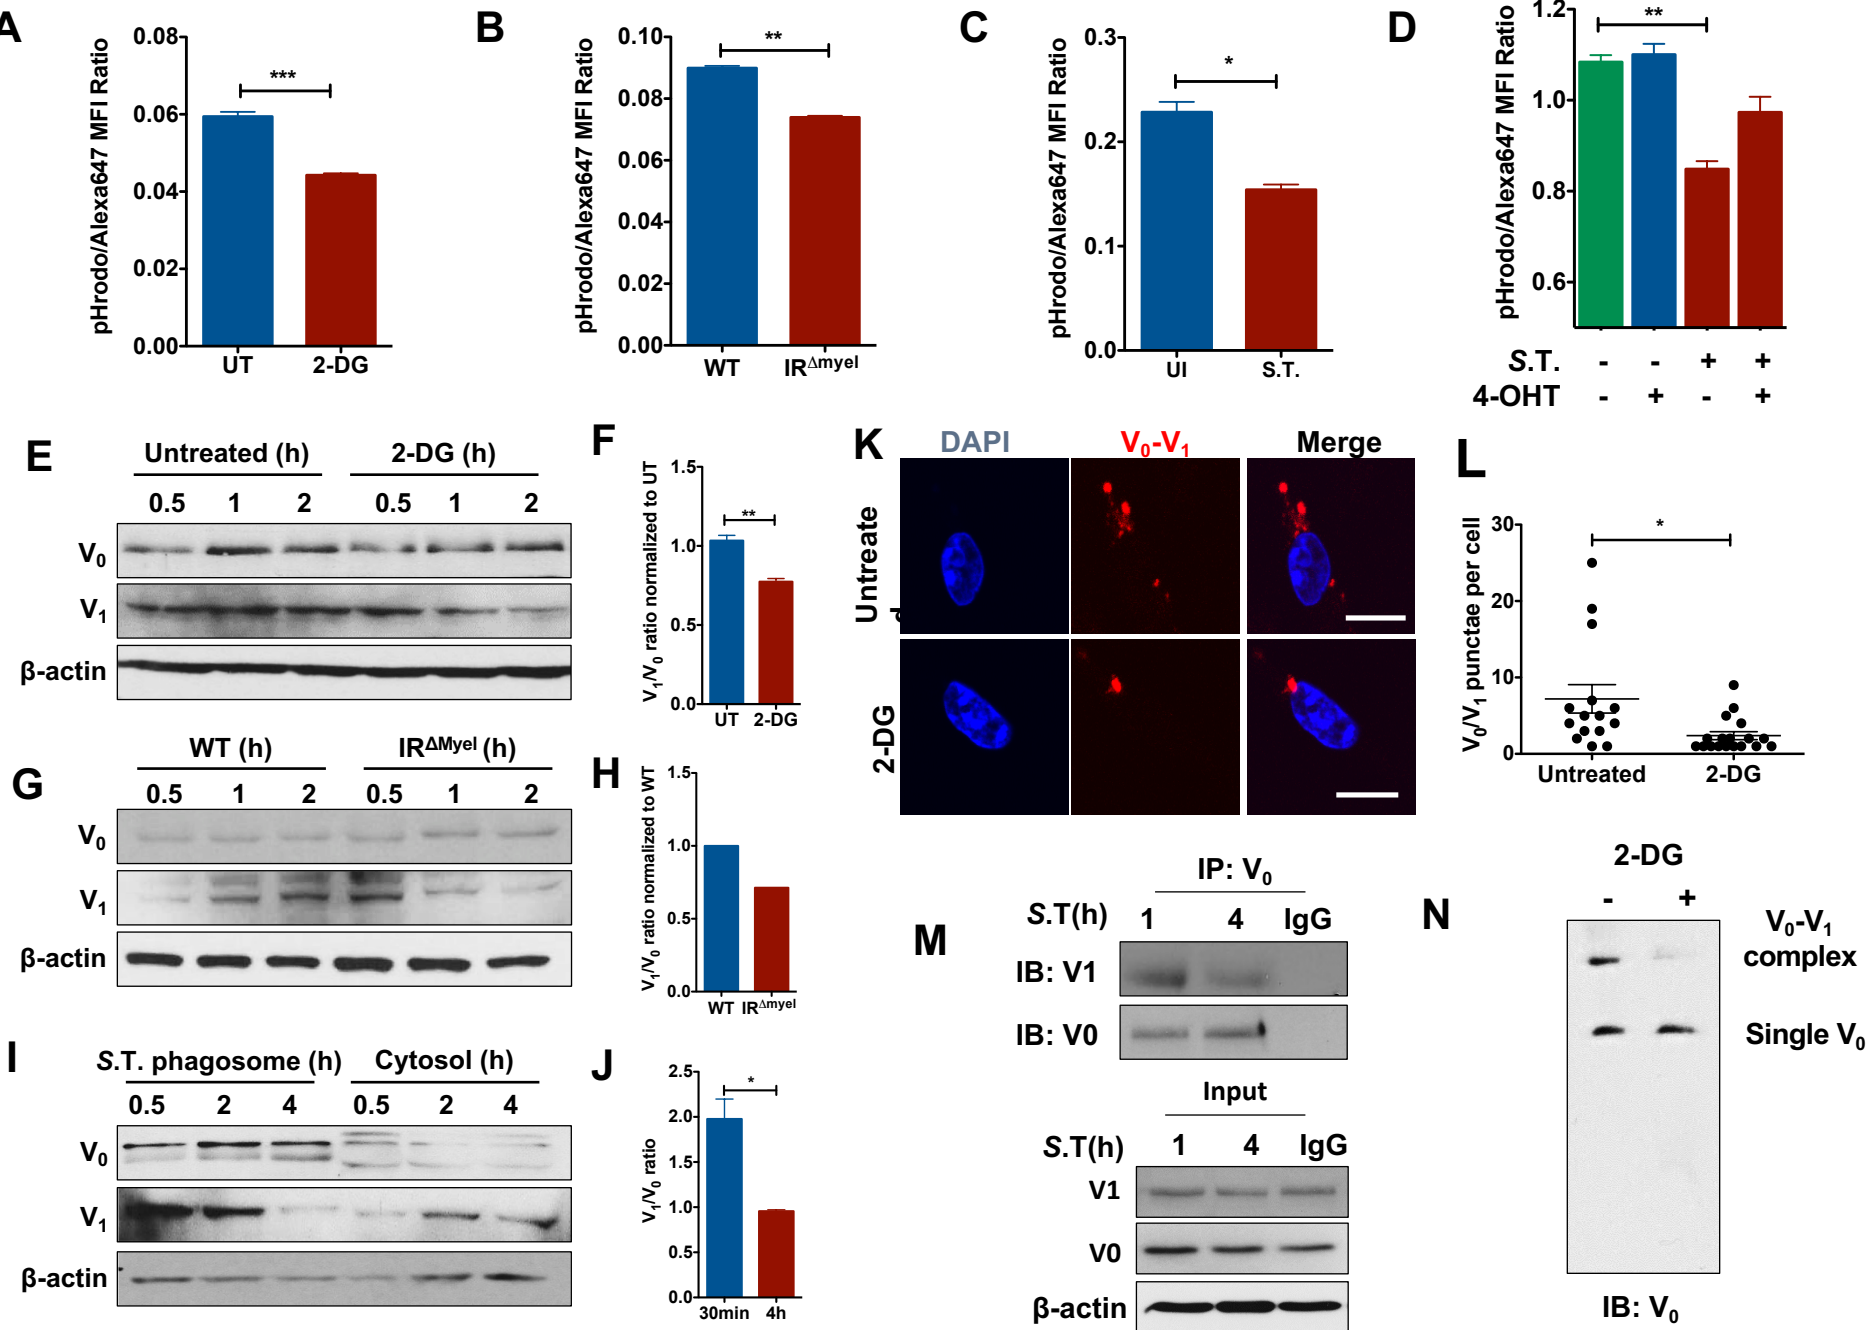 A
pHrodo/Alexa647 MFI Ratio
0.08
0.06
0.04
0.02
0.00
***
UT 2-DG
B
pHrodo/Alexa647 MFI Ratio
0.10
0.08
0.06
0.04
0.02
0.00
**
WT IRΔmyel
C
pHrodo/Alexa647 MFI Ratio
0.3
0.2
0.1
0.0
*
UI S.T.
D
pHrodo/Alexa647 MFI Ratio
1.2
1.0
0.8
0.6
**
S.T. - - + +
4-OHT - + - +
E
Untreated (h) 2-DG (h)
0.5 1 2 0.5 1 2
V0
V1
β-actin
F
V1/V0 ratio normalized to UT
1.5
1.0
0.5
0.0
**
UT 2-DG
G
WT (h) IRΔMyel (h)
0.5 1 2 0.5 1 2
V0
V1
β-actin
H
V1/V0 ratio normalized to WT
1.5
1.0
0.5
0.0
WT IRΔmyel
I
S.T. phagosome (h) Cytosol (h)
0.5 2 4 0.5 2 4
V0
V1
β-actin
J
V1/V0 ratio
2.5
2.0
1.5
1.0
0.5
0.0
*
30min 4h
K
DAPI V0-V1 Merge
Untreate
2-DG
L
V0/V1 punctae per cell
30
20
10
0
*
Untreated 2-DG
M
IP: V0
S.T(h) 1 4 IgG
IB: V1
IB: V0
Input
S.T(h) 1 4 IgG
V1
V0
β-actin
N
2-DG
- +
V0-V1
complex
Single V0
IB: V0